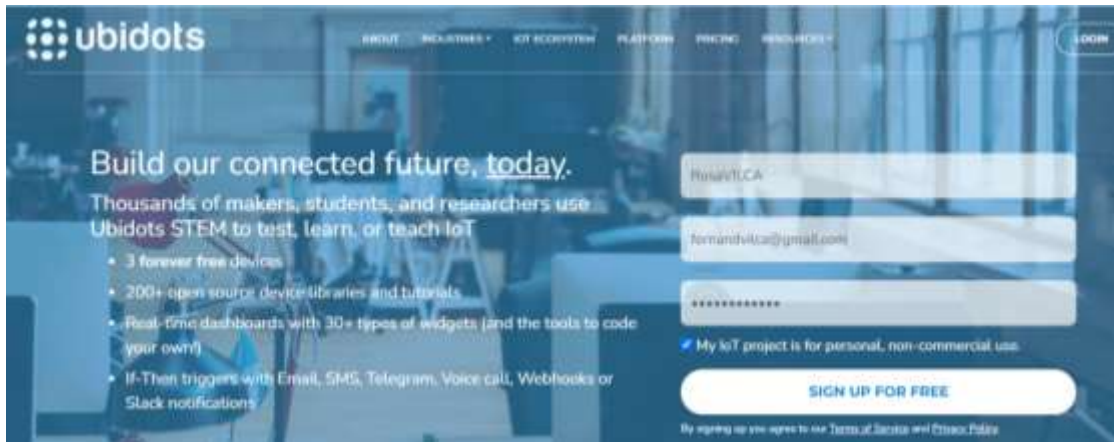 ubidots
ABOUT INDUSTRIES IOT ECOSYSTEM PLATFORM PRICING RESOURCES
LOGIN
Build our connected future, today.
Thousands of makers, students, and researchers use
Ubidots STEM to test, learn, or teach IoT
• 3 forever free devices
• 200+ open source device libraries and tutorials
• Real-time dashboards with 30+ types of widgets (and the tools to code
your own!)
• If-Then triggers with Email, SMS, Telegram, Voice call, Webhooks or
Slack notifications
fernandvilca@gmail.com
••••••••••••
My IoT project is for personal, non-commercial use.
SIGN UP FOR FREE
By signing up you agree to our Terms of Service and Privacy Policy